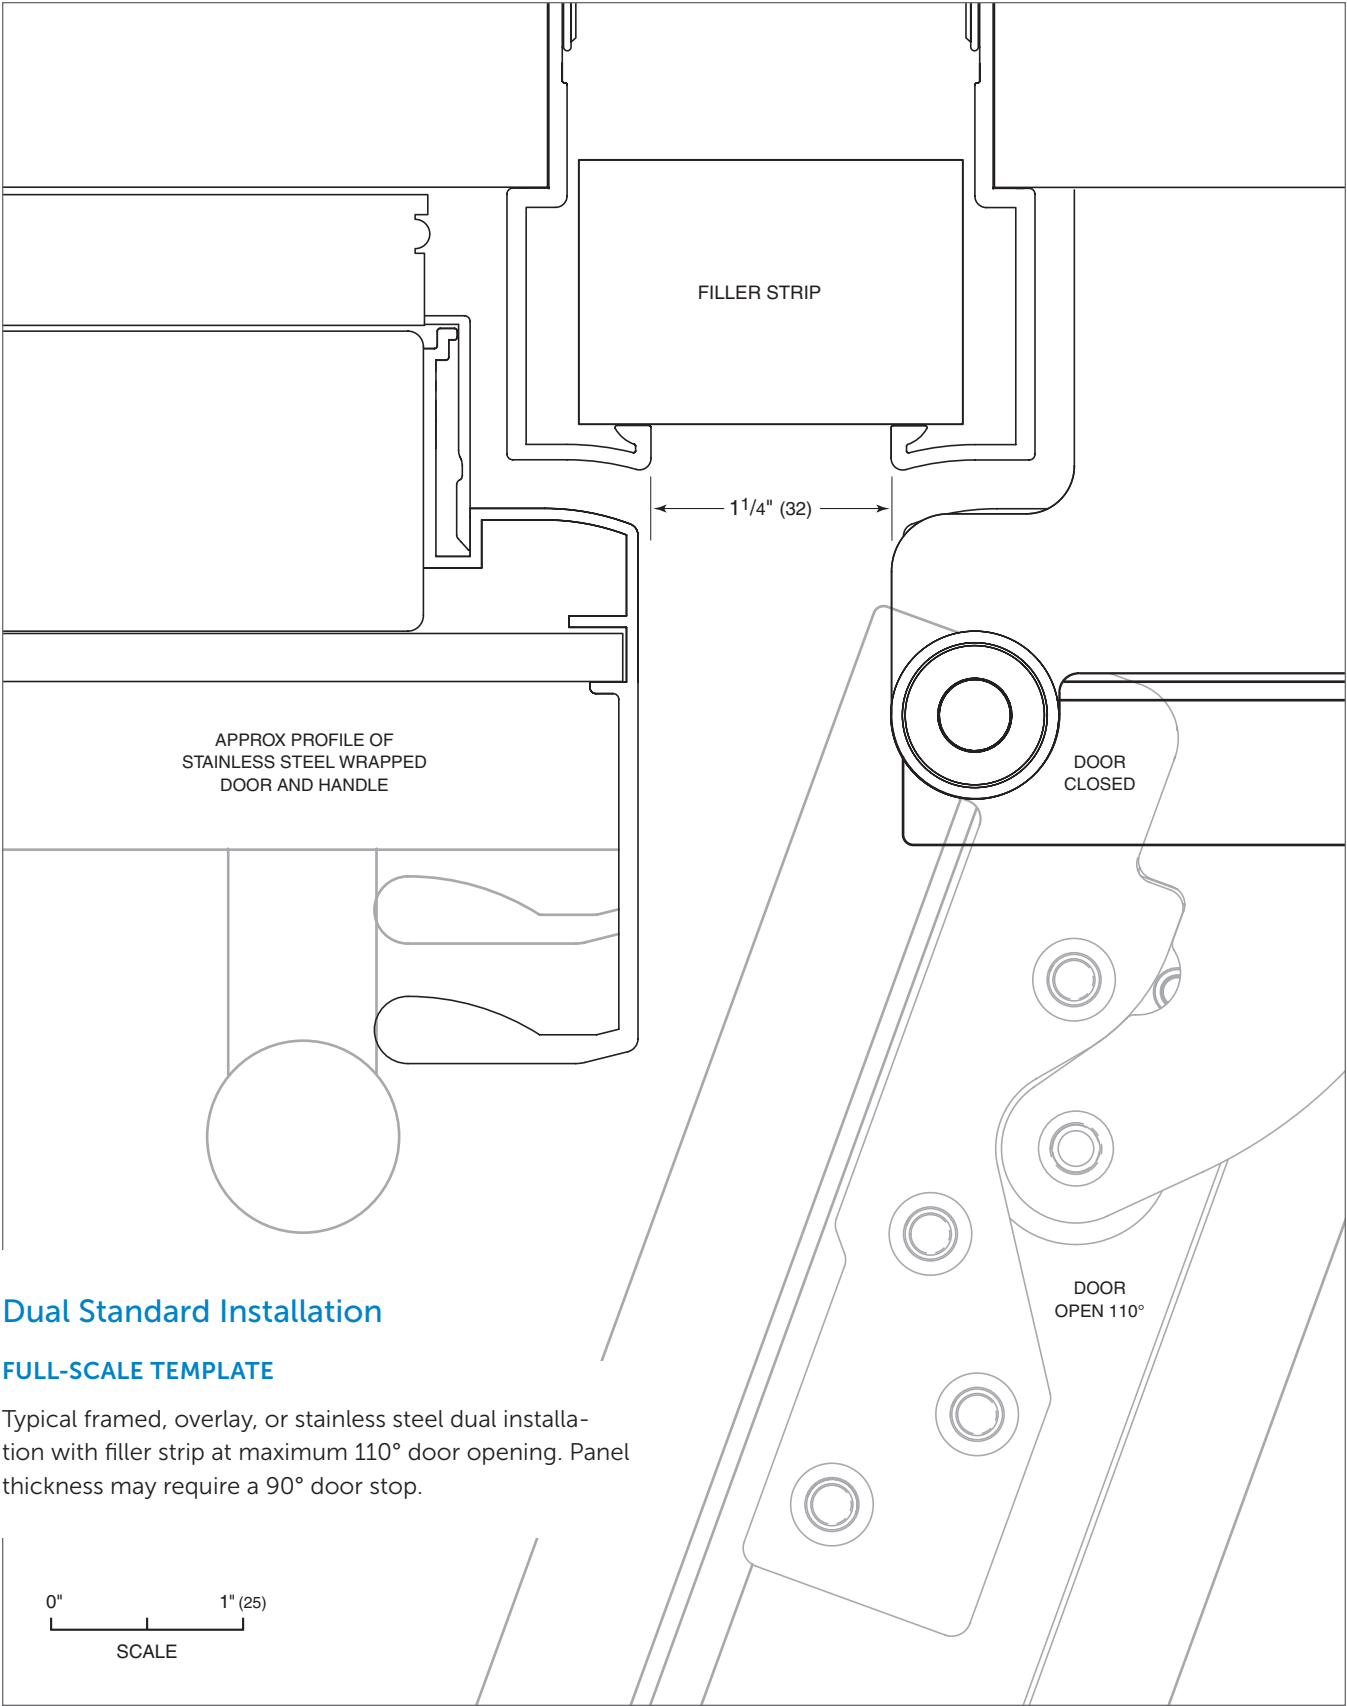 FILLER STRIP
1 1/4" (32)
APPROX PROFILE OF
STAINLESS STEEL WRAPPED
DOOR AND HANDLE
DOOR
CLOSED
DOOR
OPEN 110°
Dual Standard Installation
FULL-SCALE TEMPLATE
Typical framed, overlay, or stainless steel dual installa-
tion with filler strip at maximum 110° door opening. Panel
thickness may require a 90° door stop.
0" 1" (25)
SCALE